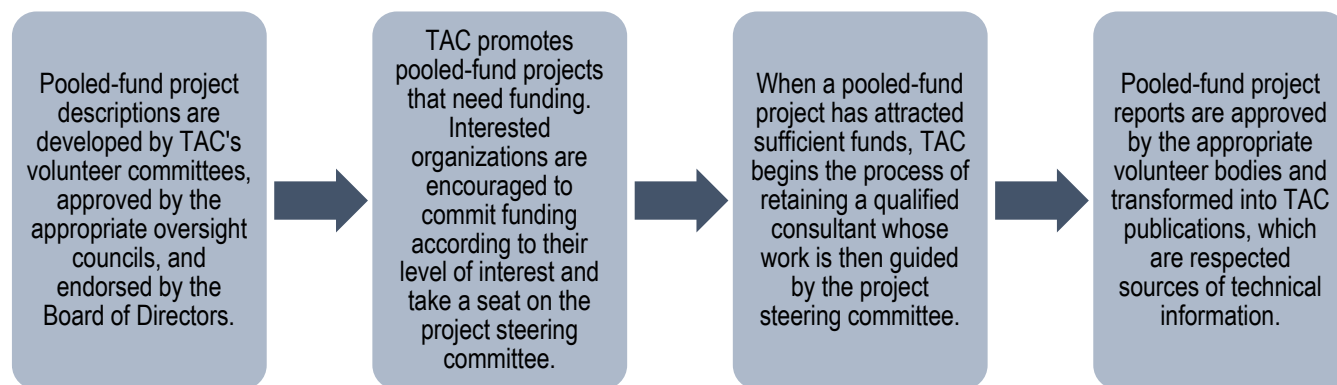 Pooled-fund project
descriptions are
developed by TAC's
volunteer committees,
approved by the
appropriate oversight
councils, and
endorsed by the
Board of Directors.
TAC promotes
pooled-fund projects
that need funding.
Interested
organizations are
encouraged to
commit funding
according to their
level of interest and
take a seat on the
project steering
committee.
When a pooled-fund
project has attracted
sufficient funds, TAC
begins the process of
retaining a qualified
consultant whose
work is then guided
by the project
steering committee.
Pooled-fund project
reports are approved
by the appropriate
volunteer bodies and
transformed into TAC
publications, which
are respected
sources of technical
information.